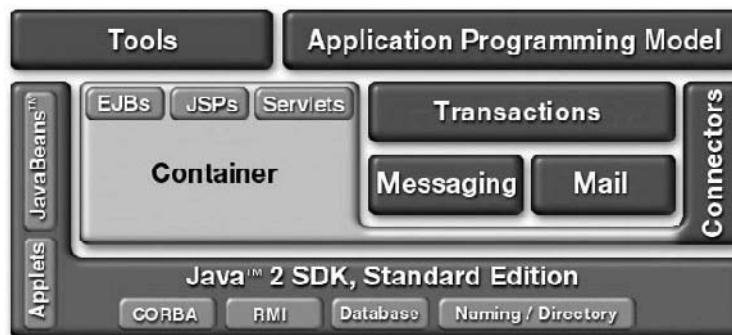 Tools
Application Programming Model
EJBs
JSPs
Servlets
Container
Transactions
Messaging
Mail
Connectors
JavaBeans™
Applets
Java™ 2 SDK, Standard Edition
CORBA
RMI
Database
Naming / Directory